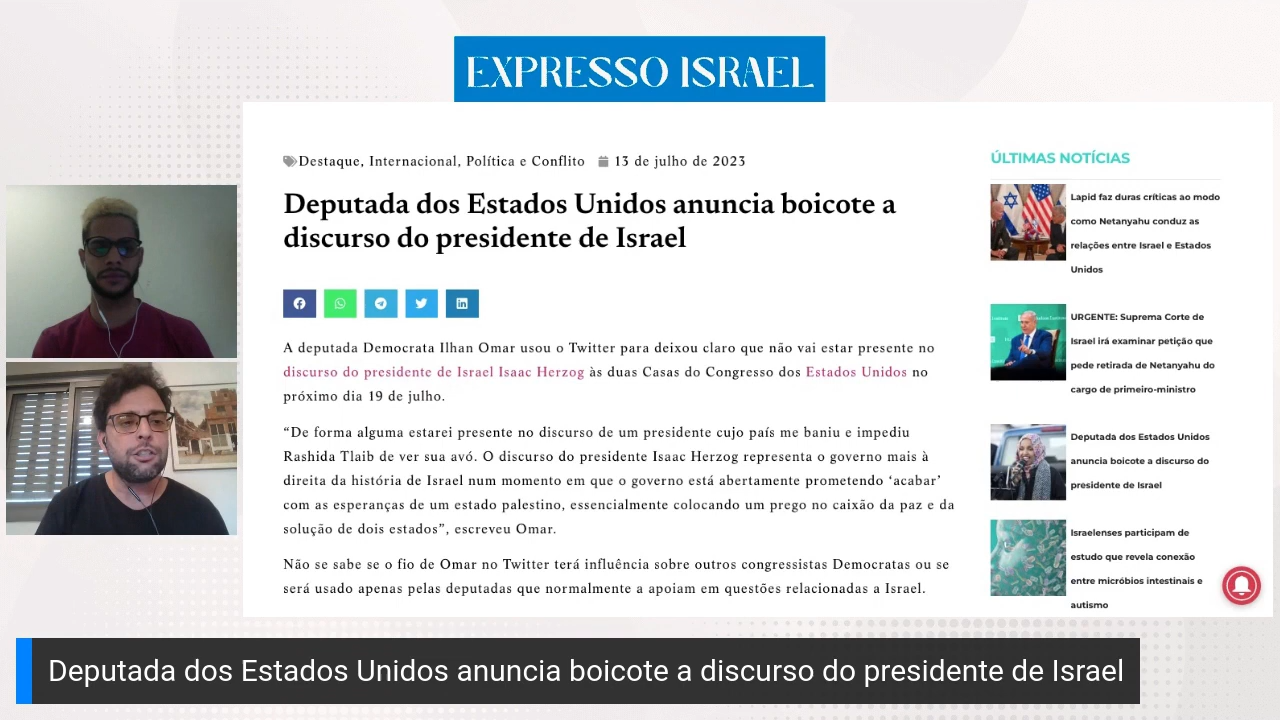 EXPRESSO ISRAEL
Destaque, Internacional, Política e Conflito 13 de julho de 2023
Deputada dos Estados Unidos anuncia boicote a
discurso do presidente de Israel
A deputada Democrata Ilhan Omar usou o Twitter para deixou claro que não vai estar presente no
discurso do presidente de Israel Isaac Herzog às duas Casas do Congresso dos Estados Unidos no
próximo dia 19 de julho.
“De forma alguma estarei presente no discurso de um presidente cujo país me baniu e impediu
Rashida Tlaib de ver sua avó. O discurso do presidente Isaac Herzog representa o governo mais à
direita da história de Israel num momento em que o governo está abertamente prometendo ‘acabar’
com as esperanças de um estado palestino, essencialmente colocando um prego no caixão da paz e da
solução de dois estados”, escreveu Omar.
Não se sabe se o fio de Omar no Twitter terá influência sobre outros congressistas Democratas ou se
será usado apenas pelas deputadas que normalmente a apoiam em questões relacionadas a Israel.
ÚLTIMAS NOTÍCIAS
Lapid faz duras críticas ao modo
como Netanyahu conduz as
relações entre Israel e Estados
Unidos
URGENTE: Suprema Corte de
Israel irá examinar petição que
pede retirada de Netanyahu do
cargo de primeiro-ministro
Deputada dos Estados Unidos
anuncia boicote a discurso do
presidente de Israel
Israelenses participam de
estudo que revela conexão
entre micróbios intestinais e
autismo
Deputada dos Estados Unidos anuncia boicote a discurso do presidente de Israel